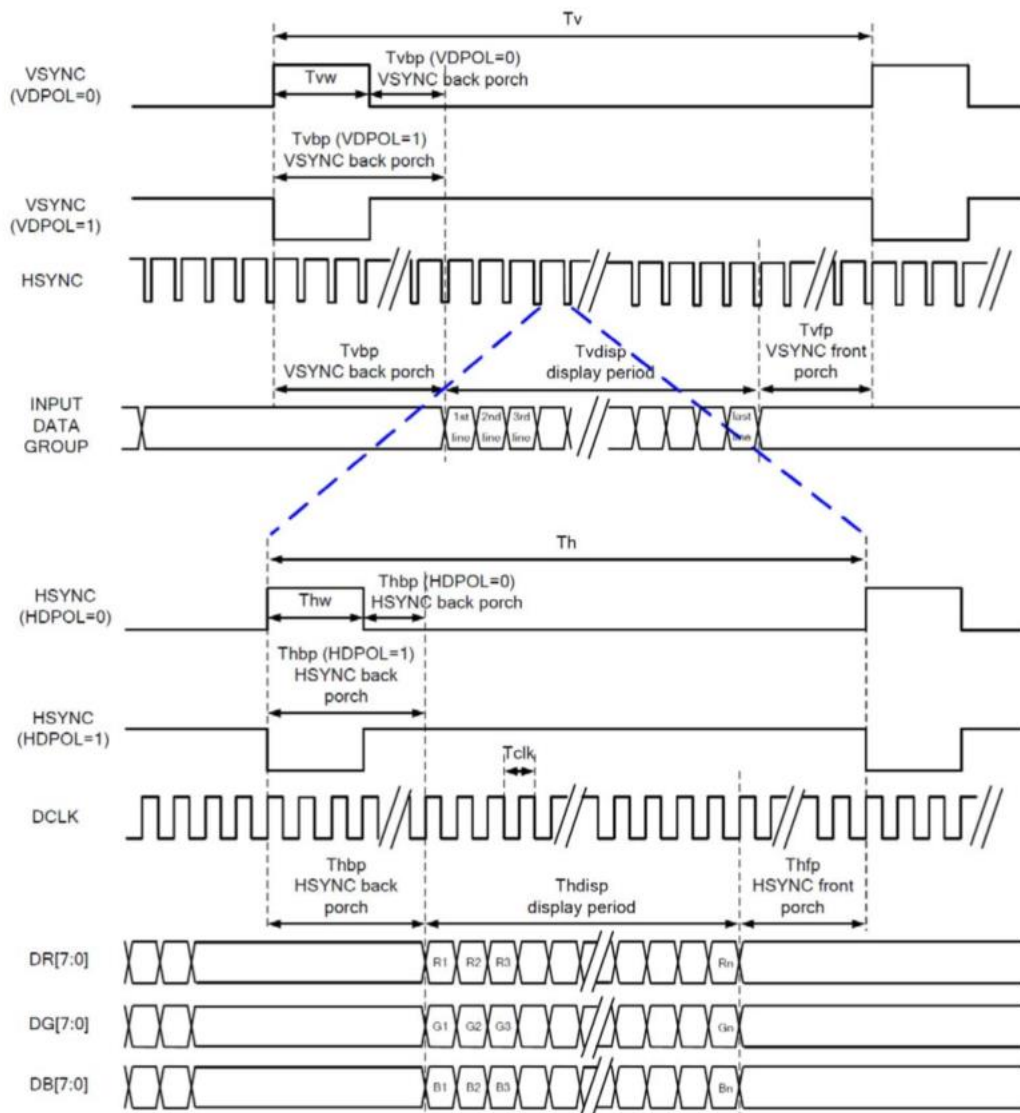 Tv
VSYNC
(VDPOL=0)
Tvw
Tvbp (VDPOL=0)
VSYNC back porch
Tvbp (VDPOL=1)
VSYNC back porch
VSYNC
(VDPOL=1)
HSYNC
Tvbp
VSYNC back porch
Tvdisp
display period
Tvfp
VSYNC front
porch
INPUT
DATA
GROUP
1st
line
2nd
line
3rd
line
last
line
Th
HSYNC
(HDPOL=0)
Thw
Thbp (HDPOL=0)
HSYNC back porch
Thbp (HDPOL=1)
HSYNC back
porch
HSYNC
(HDPOL=1)
Tclk
DCLK
Thbp
HSYNC back
porch
Thdisp
display period
Thfp
HSYNC front
porch
DR[7:0]
R1 R2 R3 Rn
DG[7:0]
G1 G2 G3 Gn
DB[7:0]
B1 B2 B3 Bn